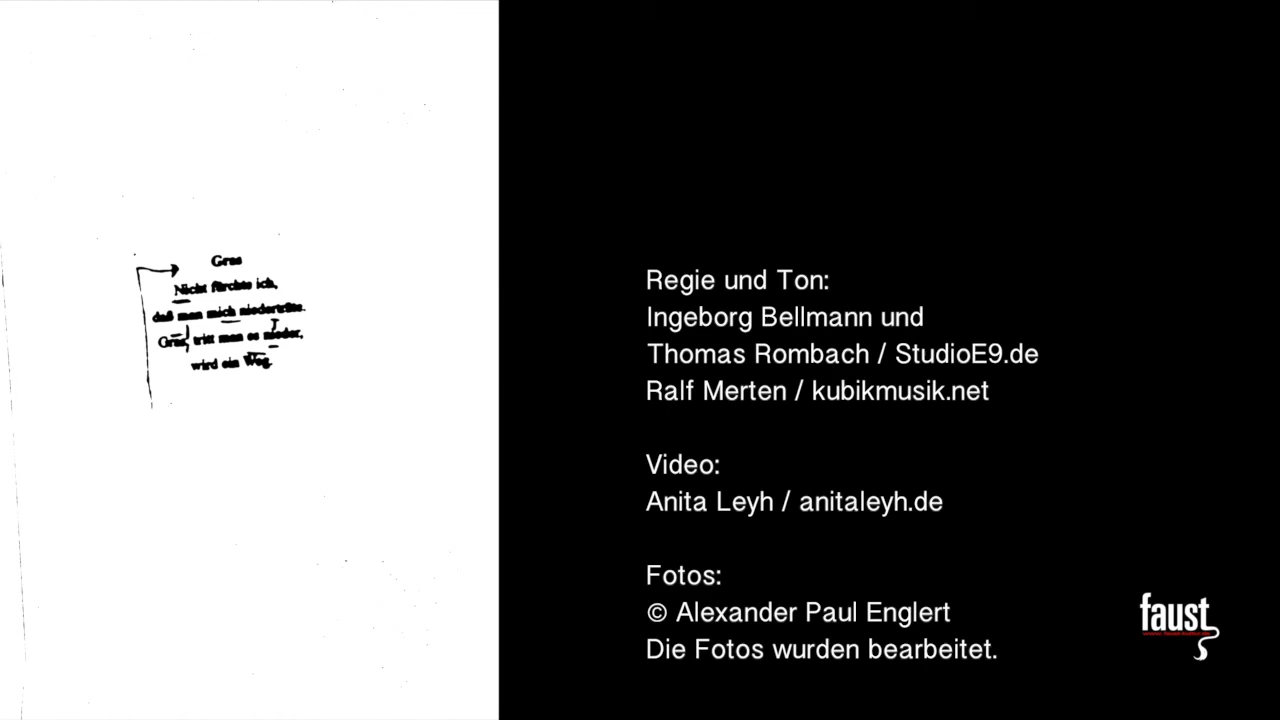 Gras
Nicht fürchte ich,
daß man mich niederträte.
Gras, tritt man es nieder,
wird ein Weg.
Regie und Ton:
Ingeborg Bellmann und
Thomas Rombach / StudioE9.de
Ralf Merten / kubikmusik.net
Video:
Anita Leyh / anitaleyh.de
Fotos:
© Alexander Paul Englert
Die Fotos wurden bearbeitet.
faust